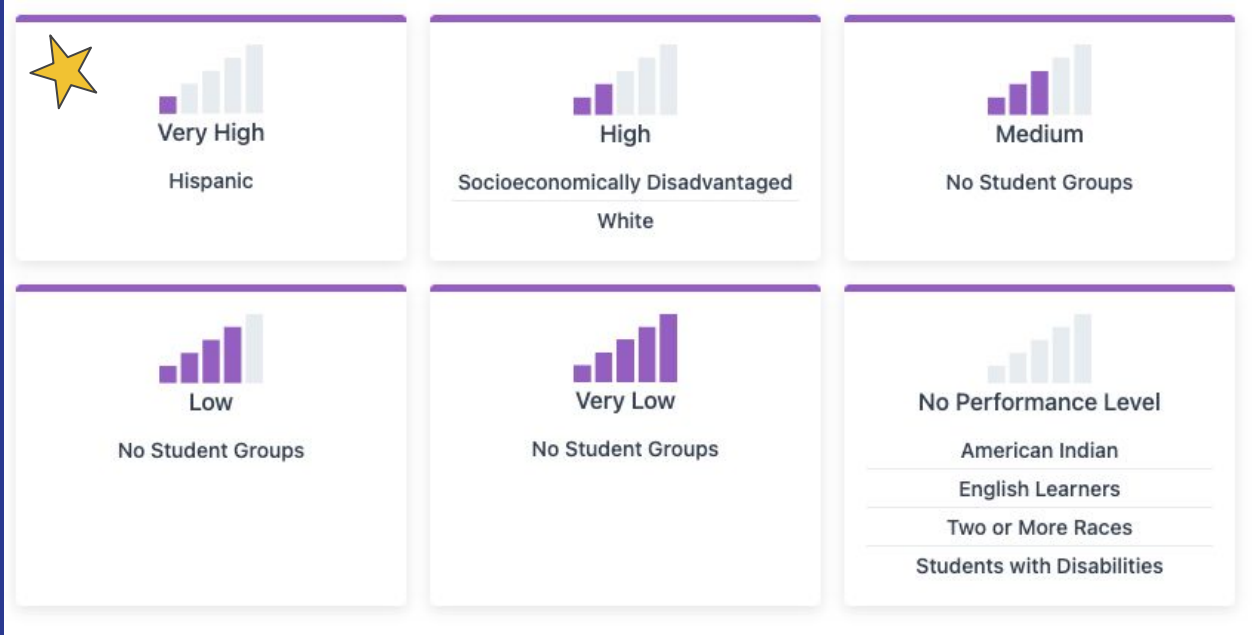 Very High
Hispanic
High
Socioeconomically Disadvantaged
White
Medium
No Student Groups
Low
No Student Groups
Very Low
No Student Groups
No Performance Level
American Indian
English Learners
Two or More Races
Students with Disabilities